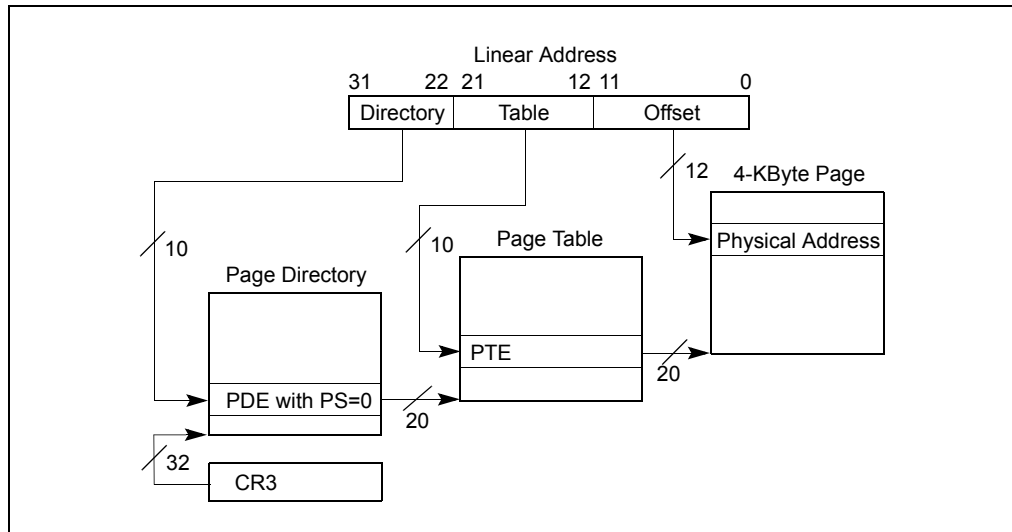 Linear Address
31 22 21 12 11 0
Directory Table Offset
12
4-KByte Page
Physical Address
10
10
Page Table
Page Directory
PTE
20
PDE with PS=0
20
32
CR3